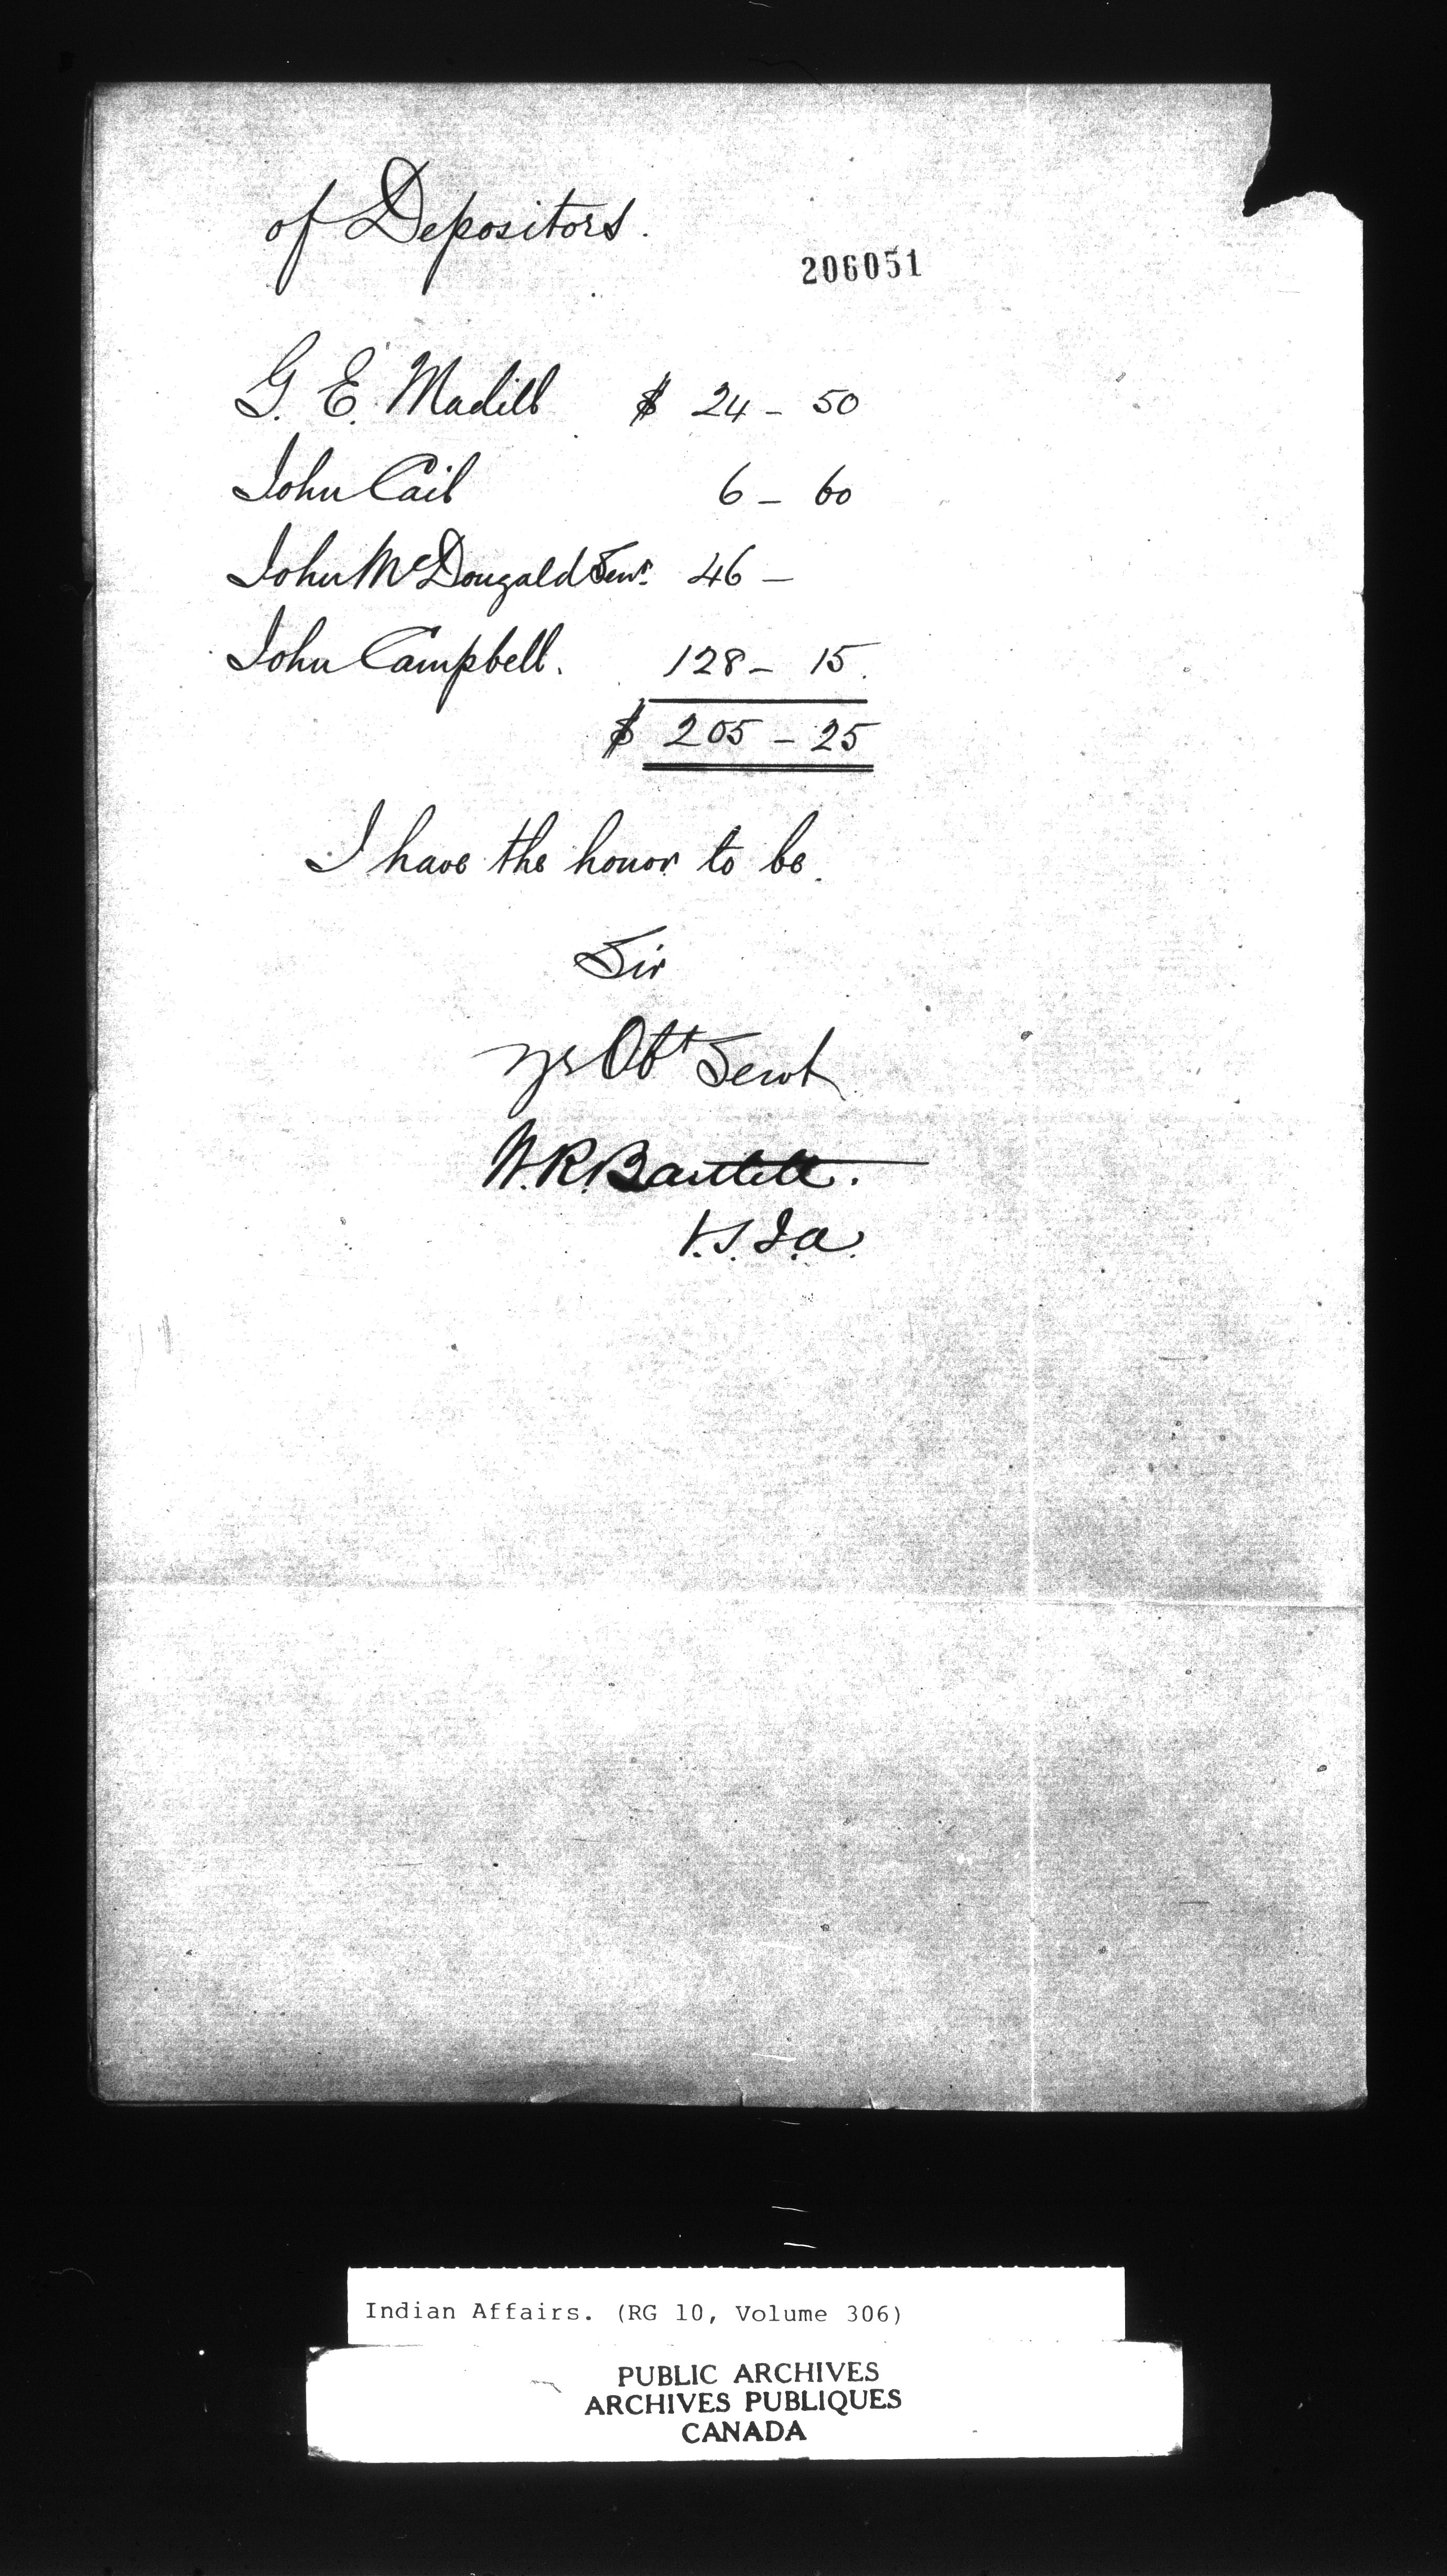 of Depositors.
206051
G. E. Madill $ 24 - 50
John Cail 6 - 60
John McDougald Senr. 46 -
John Campbell. 128 - 15.
$ 205 - 25
I have the honor to be
Sir
yr Obt Servt
W.R. Bartlett.
V.S.I.A.
Indian Affairs. (RG 10, Volume 306)
PUBLIC ARCHIVES
ARCHIVES PUBLIQUES
CANADA